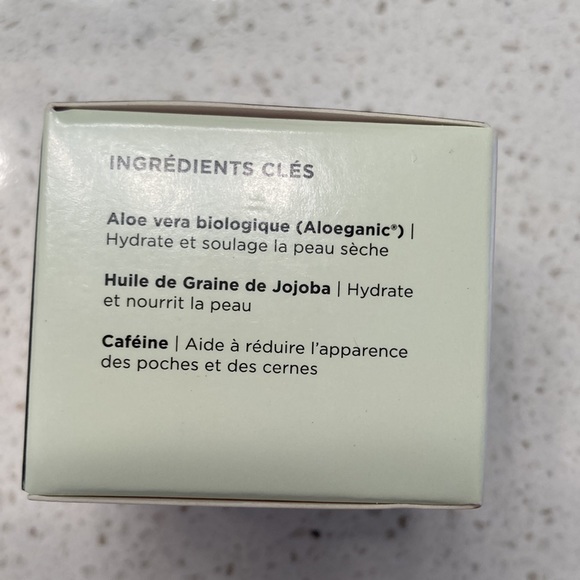 INGRÉDIENTS CLÉS
Aloe vera biologique (Aloeganic®) |
Hydrate et soulage la peau sèche
Huile de Graine de Jojoba | Hydrate
et nourrit la peau
Caféine | Aide à réduire l'apparence
des poches et des cernes